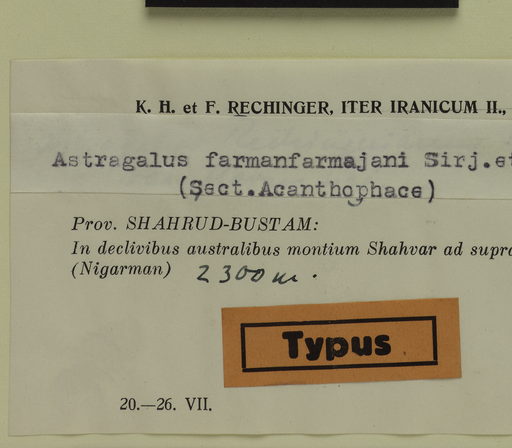 K. H. et F. RECHINGER, ITER IRANICUM II.,
Astragalus farmanfarmajani Sirj.et
(Sect.Acanthophace)
Prov. SHAHRUD-BUSTAM:
In declivibus australibus montium Shahvar ad supra
(Nigarman) 2300 m.
Typus
20.—26. VII.